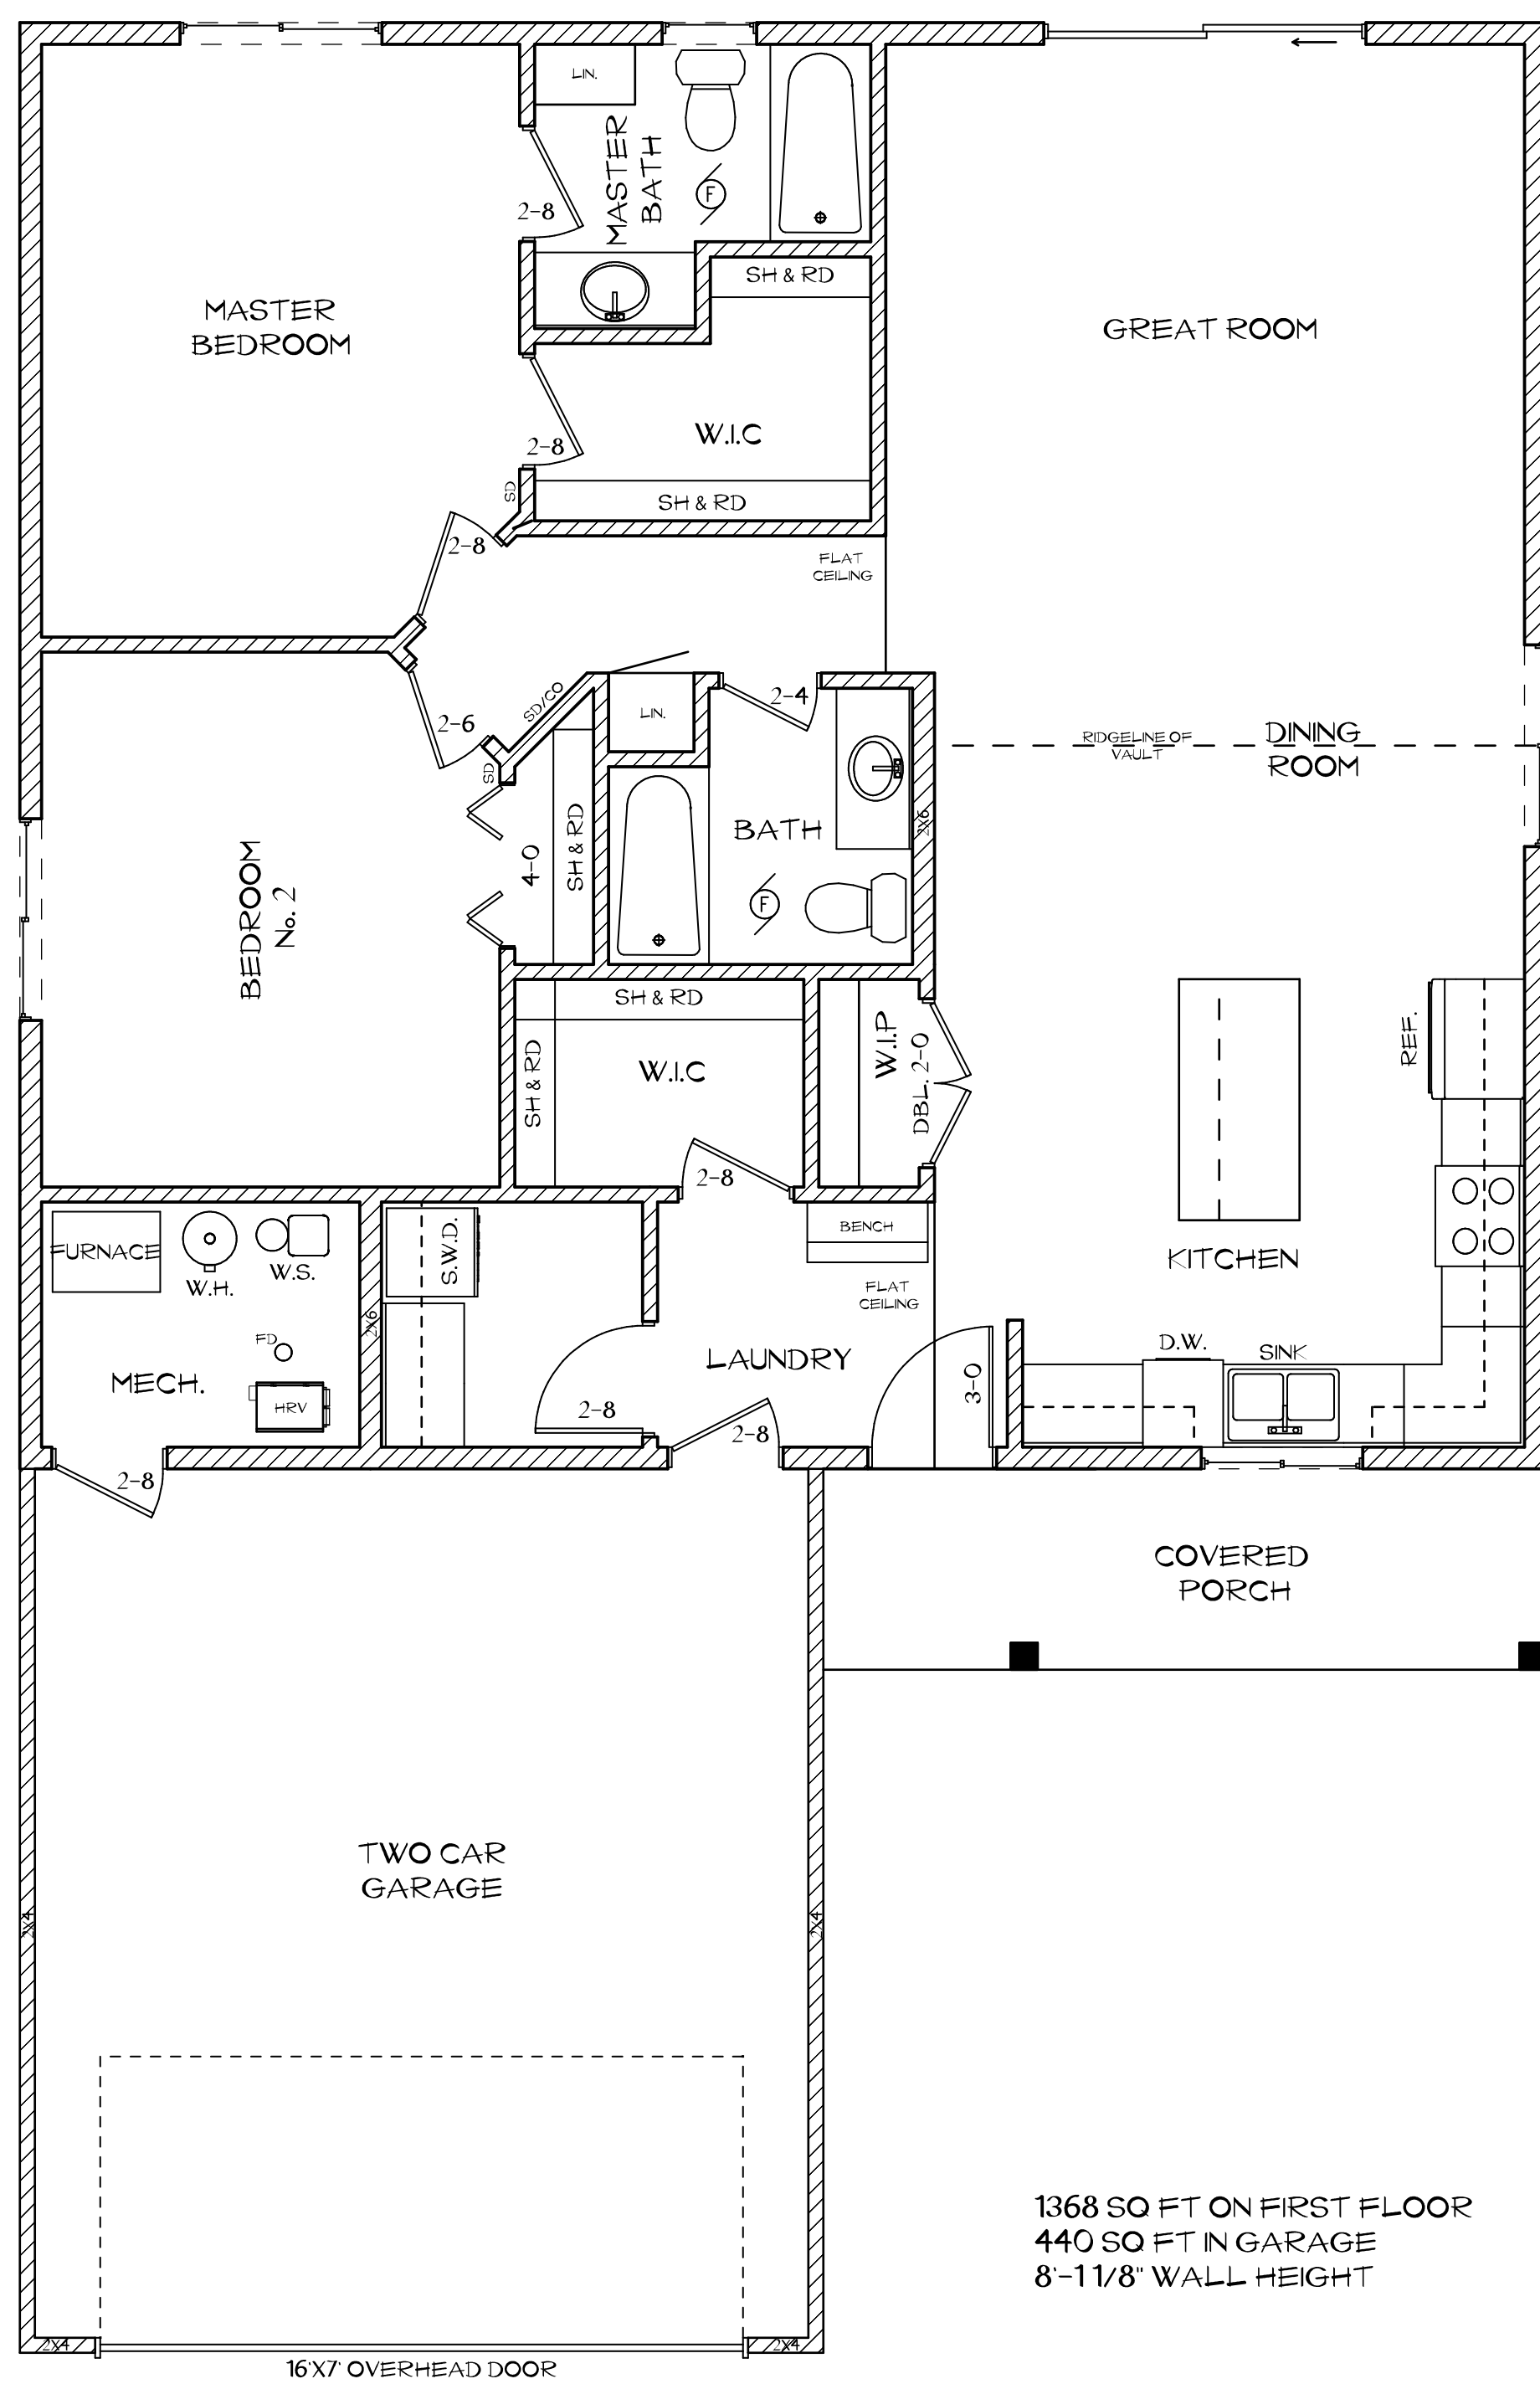 LIN.
MASTER
BATH
F
2-8
SH & RD
MASTER
BEDROOM
GREAT ROOM
W.I.C
2-8
SD
SH & RD
2-8
FLAT
CEILING
SD/CO
LIN.
2-4
2-6
SD
RIDGELINE OF
VAULT
DINING
ROOM
BATH
2X6
4-0
SH & RD
F
BEDROOM
No. 2
SH & RD
SH & RD
W.I.C
W.I.P
DBL. 2-0
REF.
2-8
BENCH
FURNACE
W.H.
W.S.
S.W.D.
KITCHEN
FLAT
CEILING
2X6
FD
D.W.
SINK
LAUNDRY
MECH.
3-0
HRV
2-8
2-8
2-8
COVERED
PORCH
TWO CAR
GARAGE
2X4
2X4
1368 SQ FT ON FIRST FLOOR
440 SQ FT IN GARAGE
8'-1 1/8" WALL HEIGHT
2X4
2X4
16'X7' OVERHEAD DOOR